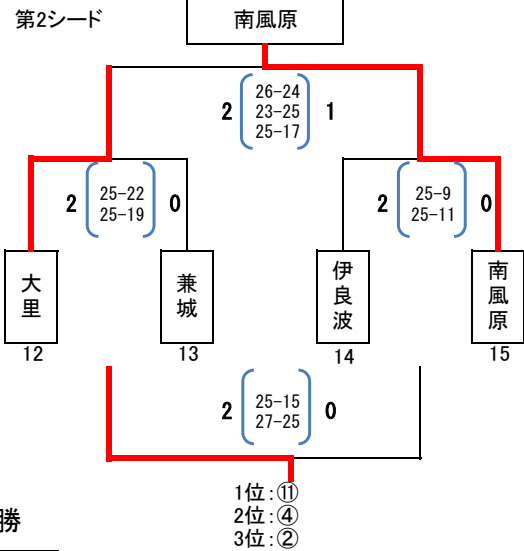 第2シード
南風原
2 26-24 1
23-25
25-17
2 25-22 0
25-19
2 25-9 0
25-11
大里
兼城
伊良波
南風原
12
13
14
15
2 25-15 0
27-25
1位:⑪
2位:④
3位:②
勝